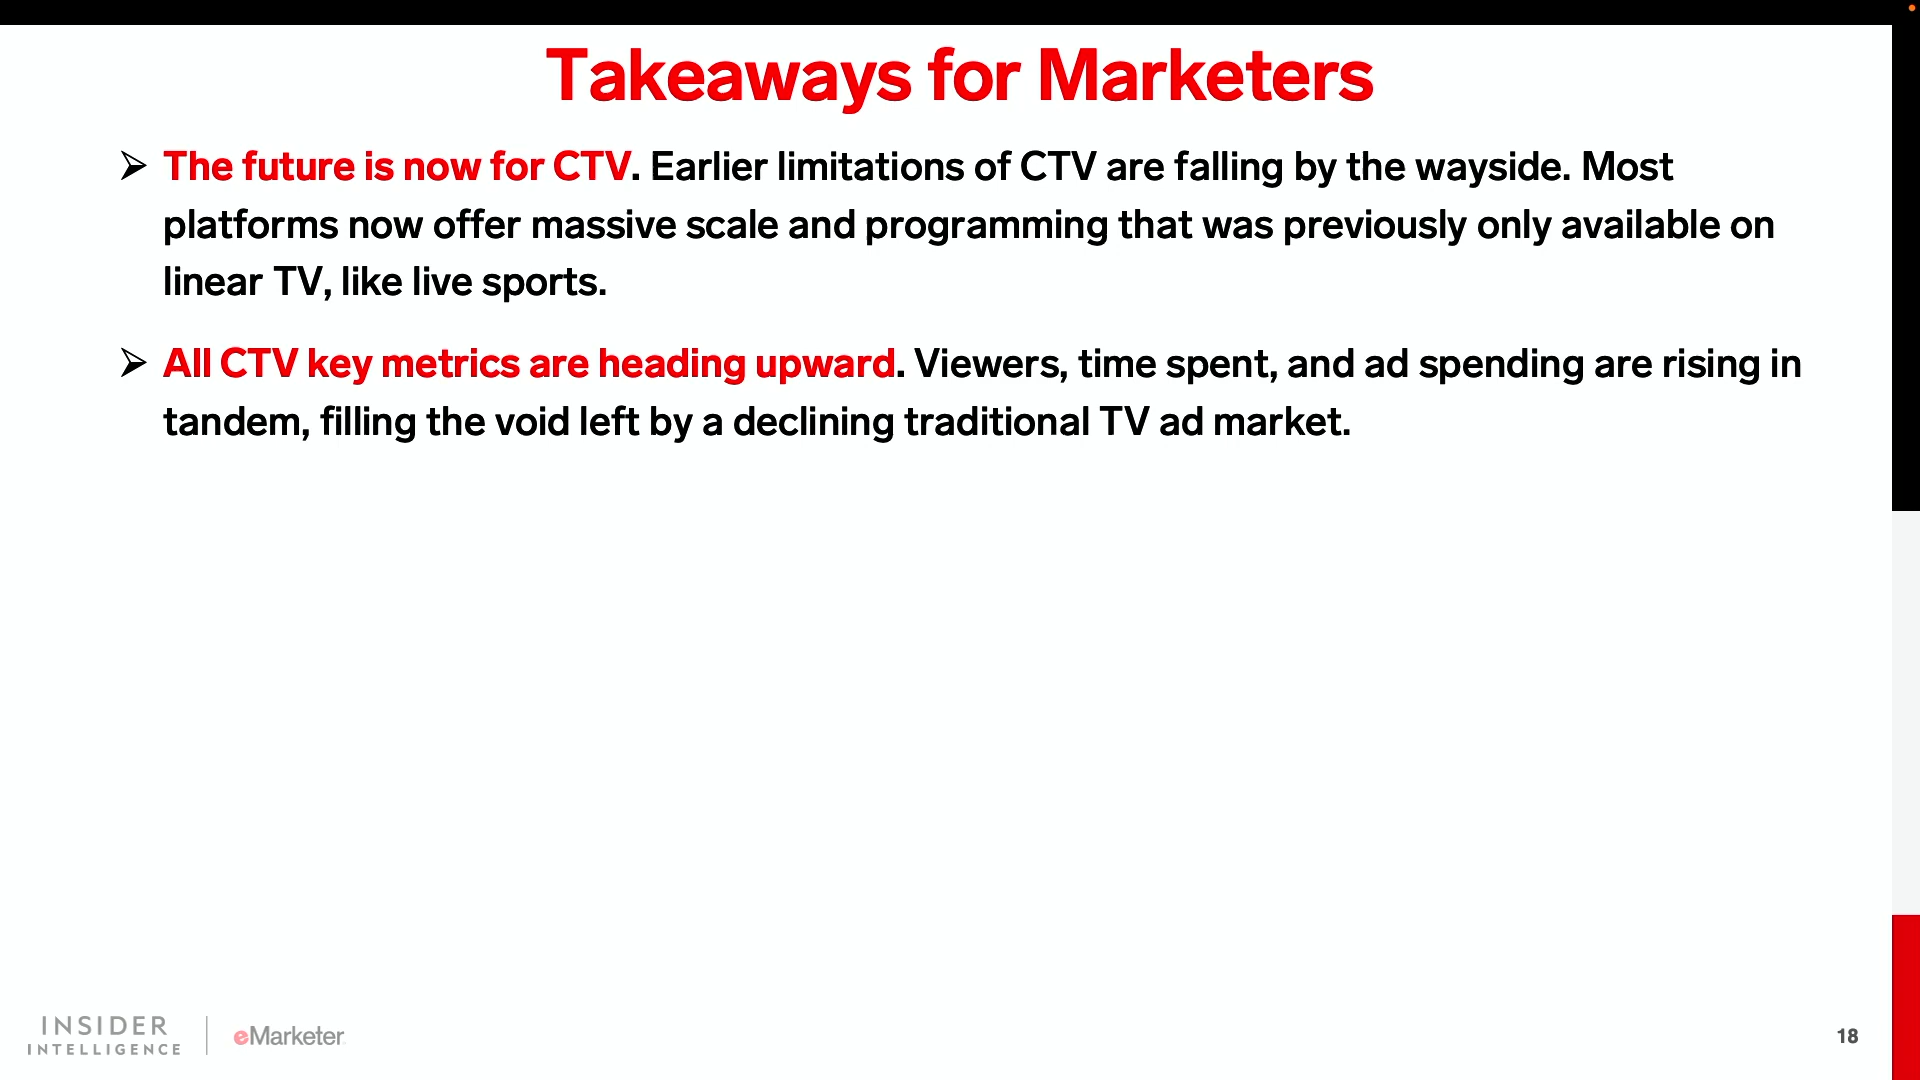 Takeaways for Marketers
The future is now for CTV. Earlier limitations of CTV are falling by the wayside. Most
platforms now offer massive scale and programming that was previously only available on
linear TV, like live sports.
All CTV key metrics are heading upward. Viewers, time spent, and ad spending are rising in
tandem, filling the void left by a declining traditional TV ad market.
INSIDER
INTELLIGENCE
eMarketer
18